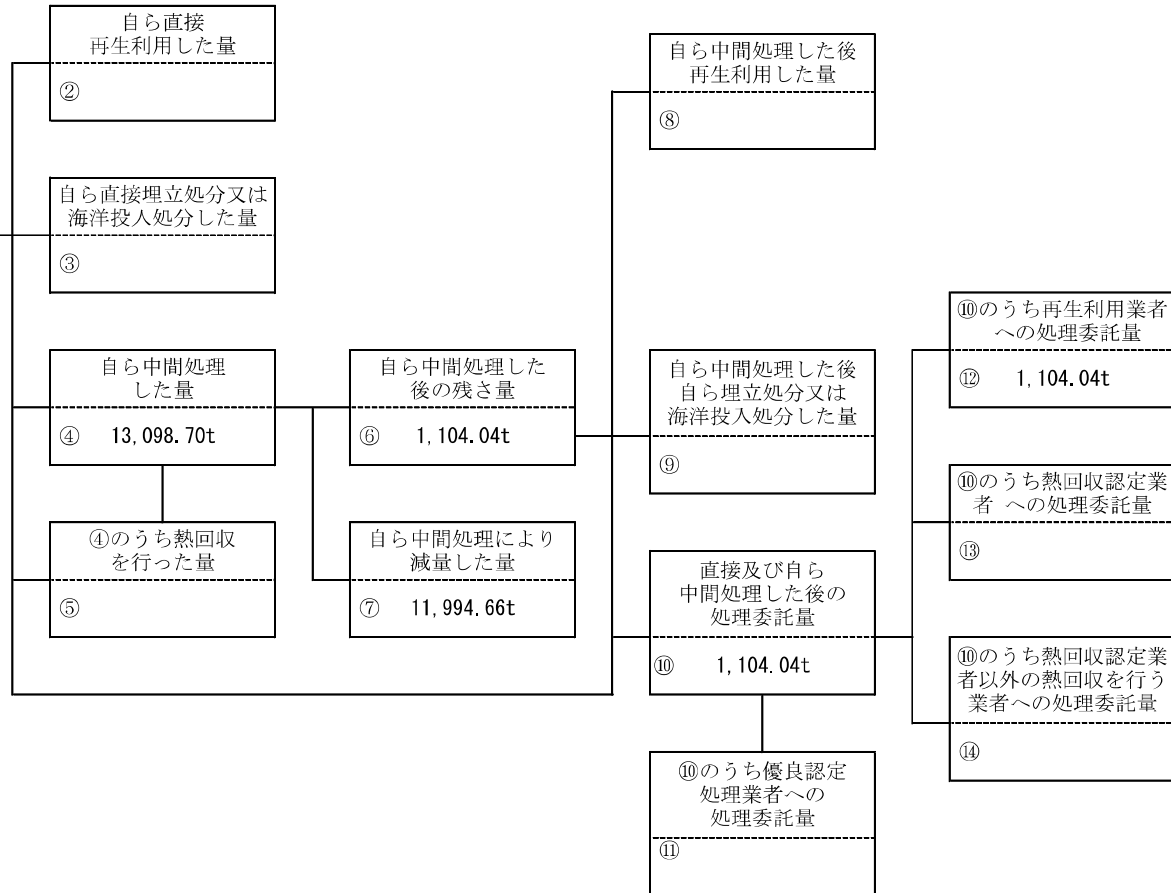 自ら直接
再生利用した量
②
自ら直接埋立処分又は
海洋投人処分した量
③
自ら中間処理
した量
④ 13,098.70t
④のうち熱回収
を行った量
⑤
自ら中間処理した
後の残さ量
⑥ 1,104.04t
自ら中間処理により
減量した量
⑦ 11,994.66t
自ら中間処理した後
再生利用した量
⑧
自ら中間処理した後
自ら埋立処分又は
海洋投入処分した量
⑨
直接及び自ら
中間処理した後の
処理委託量
⑩ 1,104.04t
⑩のうち優良認定
処理業者への
処理委託量
⑪
⑩のうち再生利用業者
への処理委託量
⑫ 1,104.04t
⑩のうち熱回収認定業
者 への処理委託量
⑬
⑩のうち熱回収認定業
者以外の熱回収を行う
業者への処理委託量
⑭